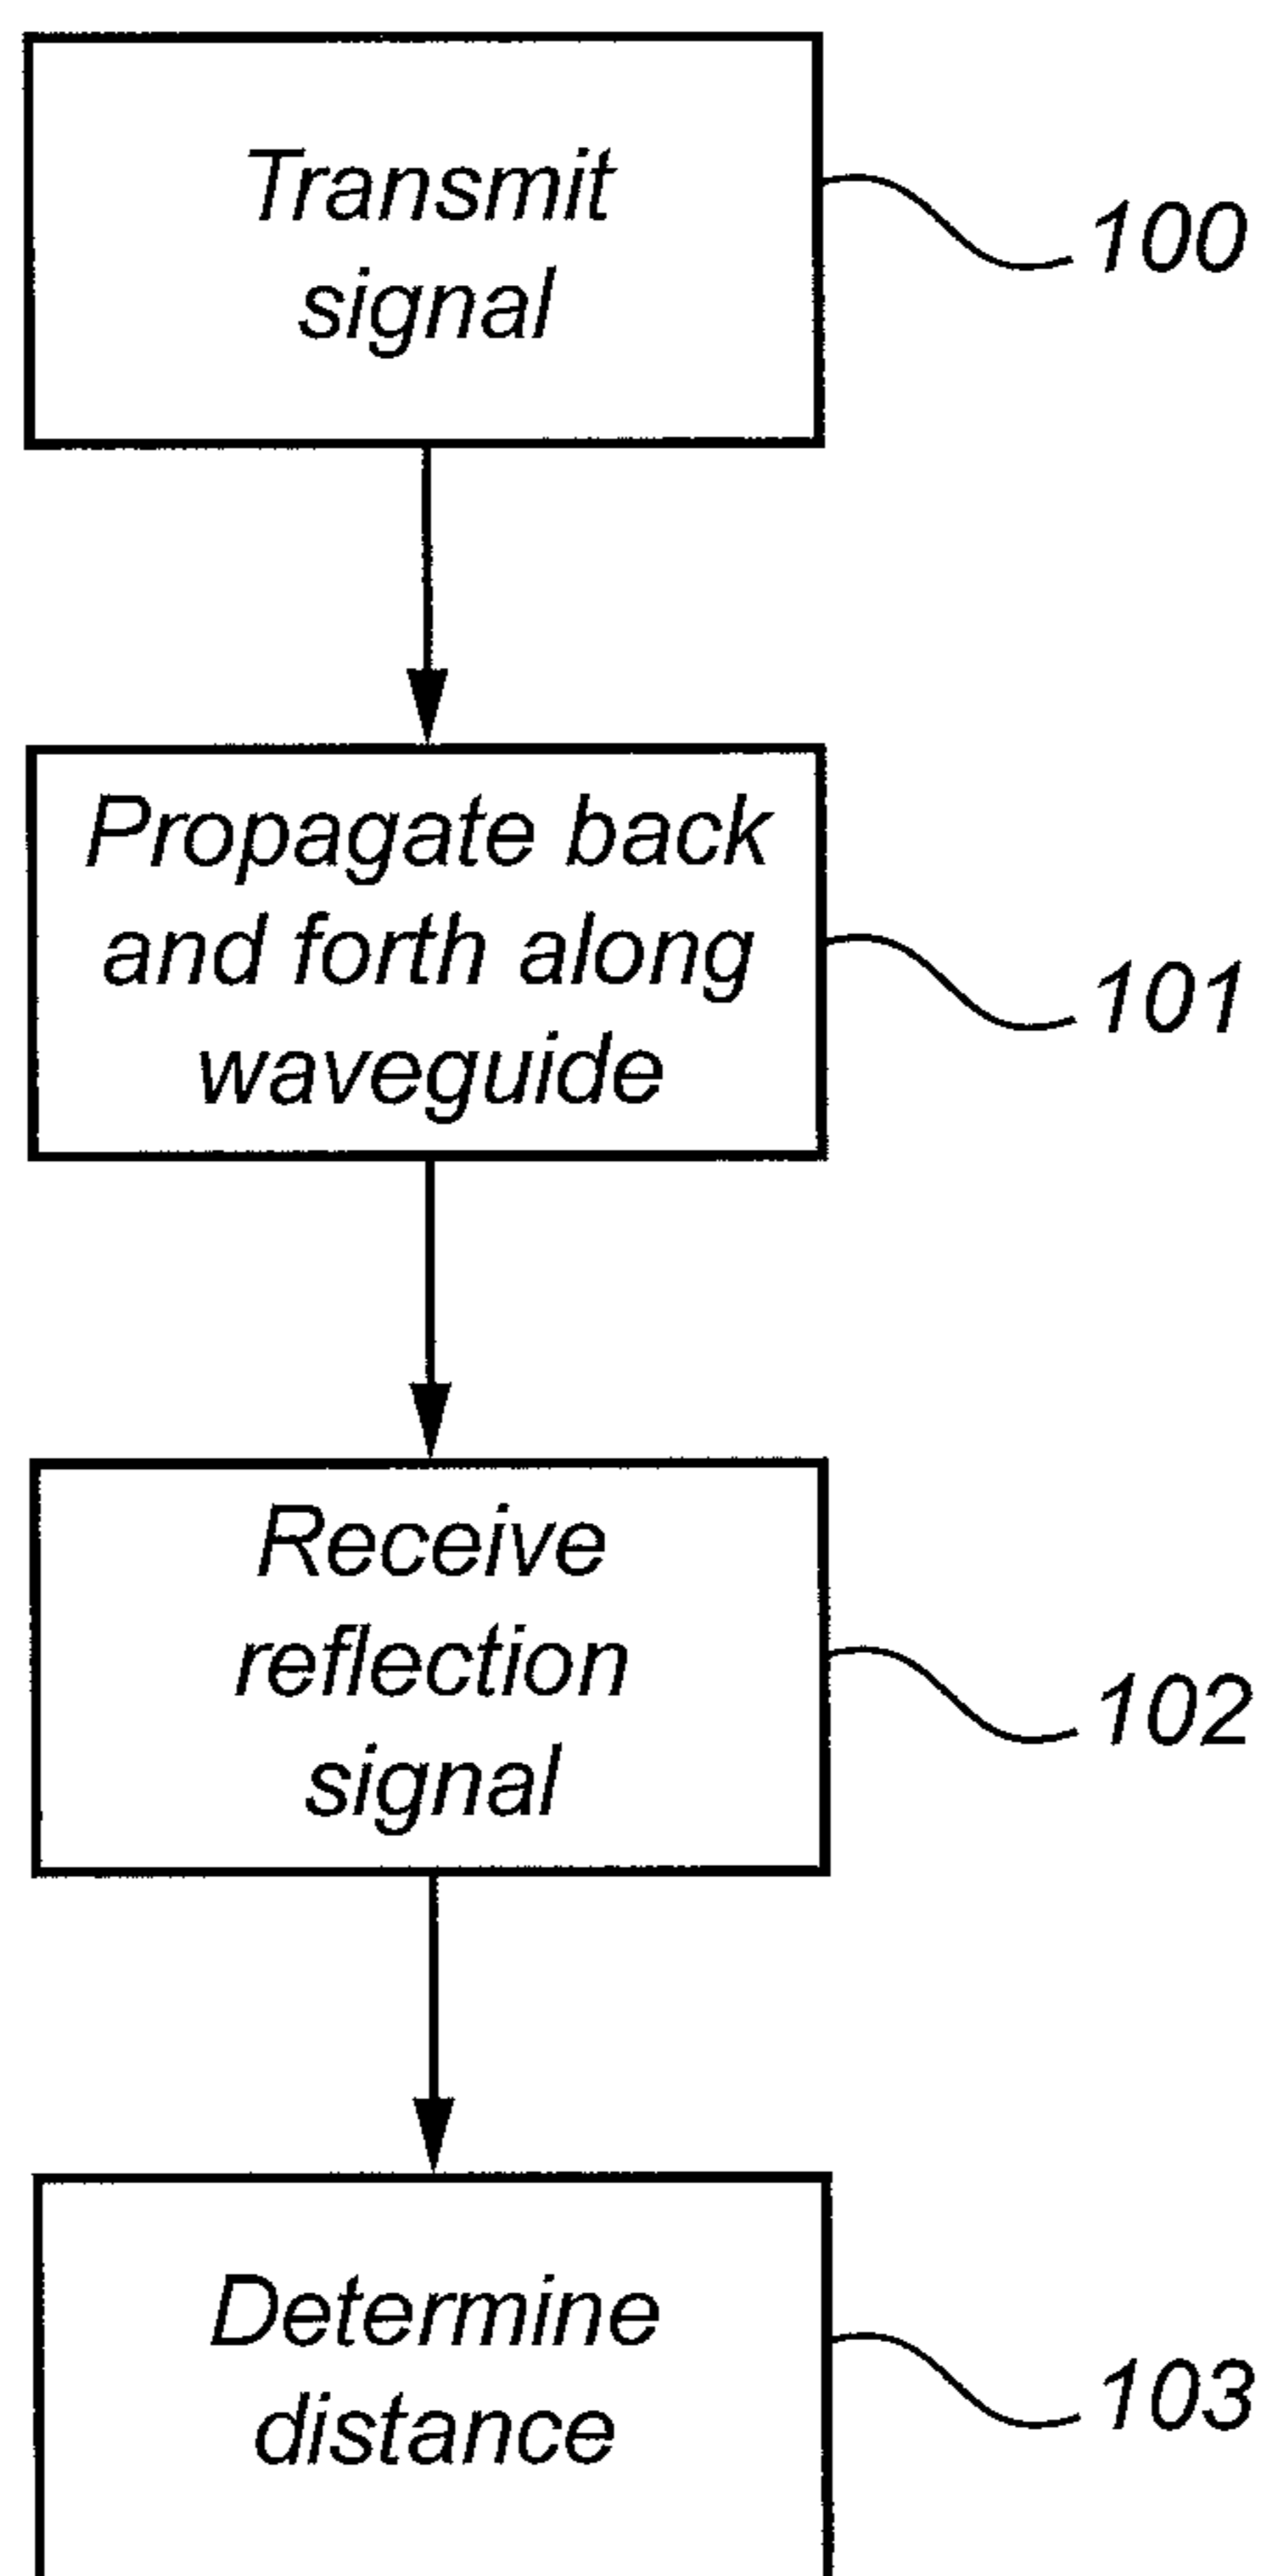 Transmit
signal
100
Propagate back
and forth along
waveguide
101
Receive
reflection
signal
102
Determine
distance
103